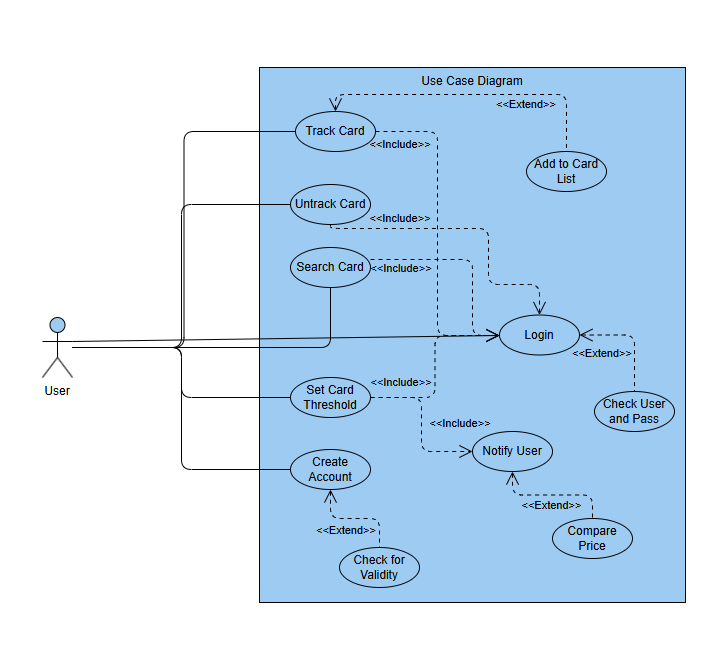 Use Case Diagram
<<Extend>>
Track Card
<<Include>>
Add to Card
List
Untrack Card
<<Include>>
Search Card
<<Include>>
Login
<<Extend>>
User
<<Include>>
Set Card
Threshold
Check User
and Pass
<<Include>>
Notify User
Create
Account
<<Extend>>
<<Extend>>
Compare
Price
Check for
Validity